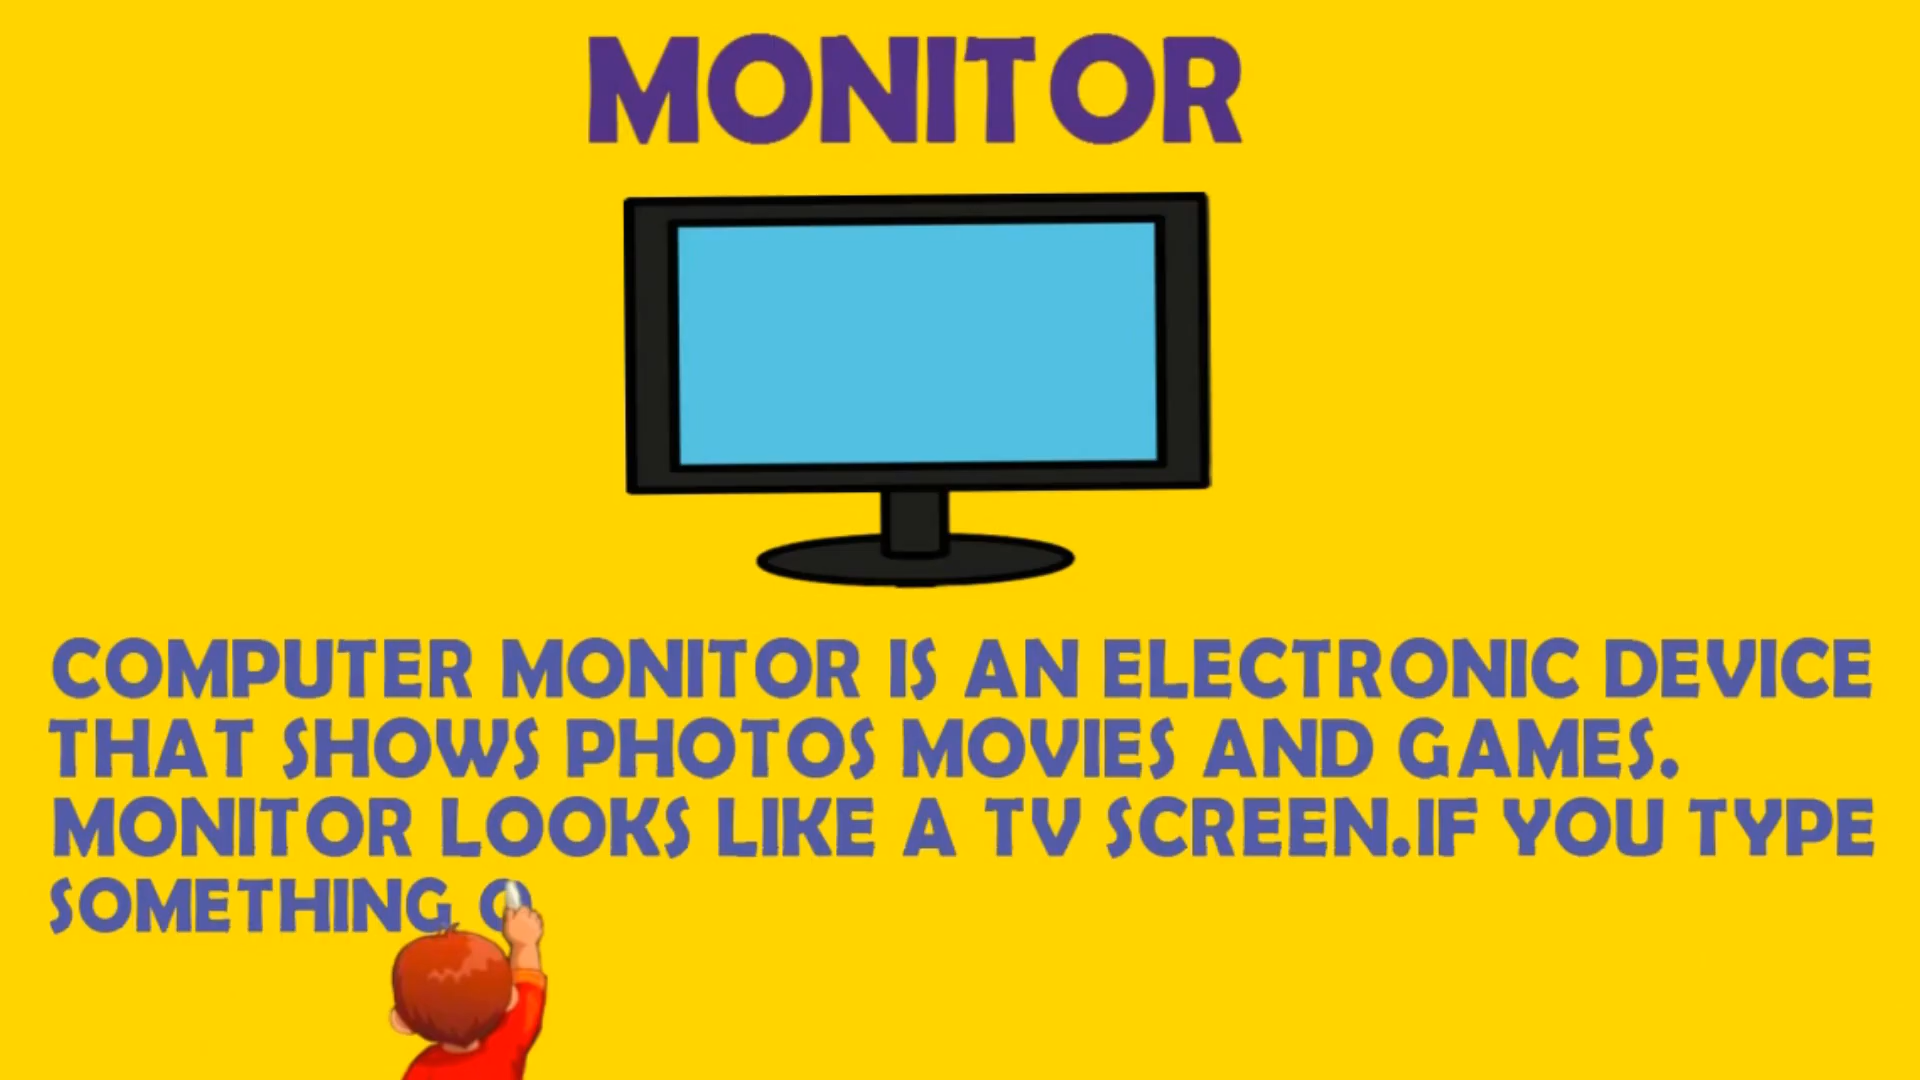 MONITOR
COMPUTER MONITOR IS AN ELECTRONIC DEVICE
THAT SHOWS PHOTOS MOVIES AND GAMES.
MONITOR LOOKS LIKE A TV SCREEN.IF YOU TYPE
SOMETHING